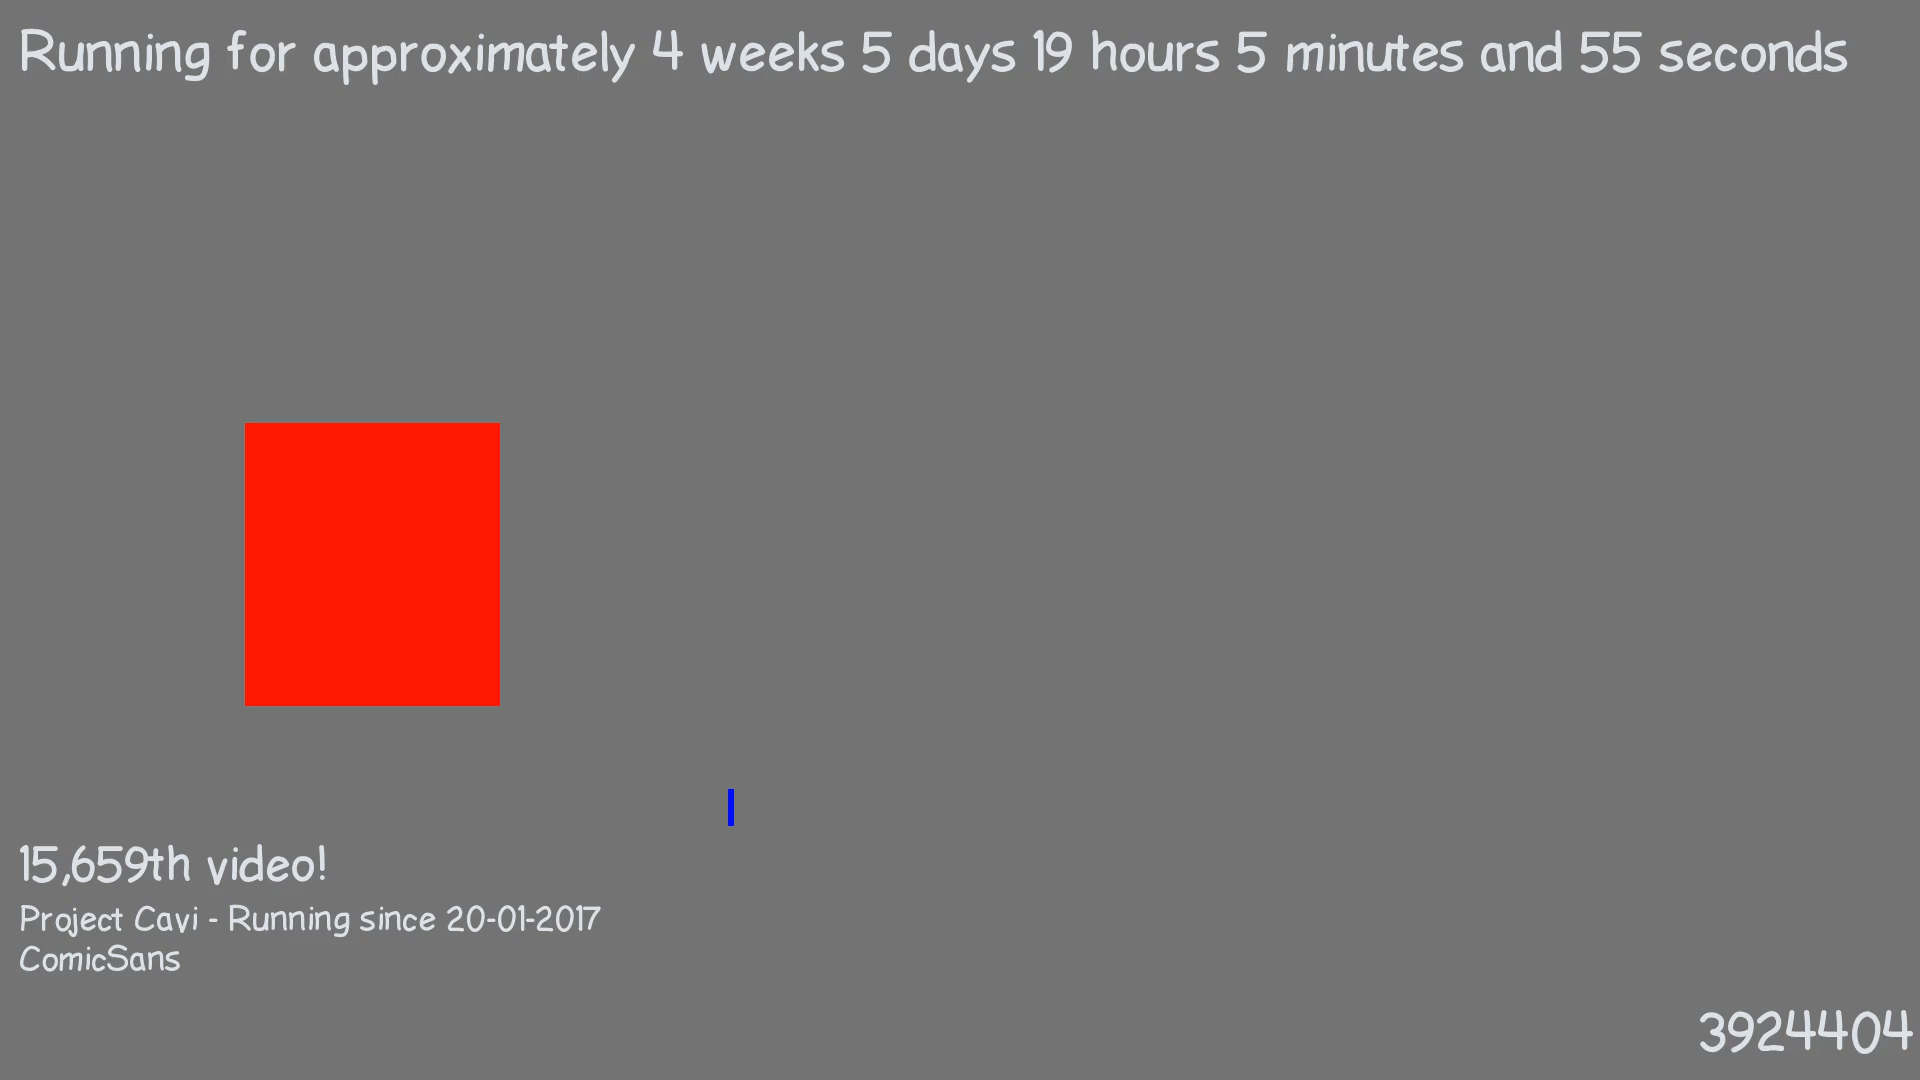 Running for approximately 4 weeks 5 days 19 hours 5 minutes and 55 seconds
15,659th video!
Project Cavi - Running since 20-01-2017
ComicSans
3924404